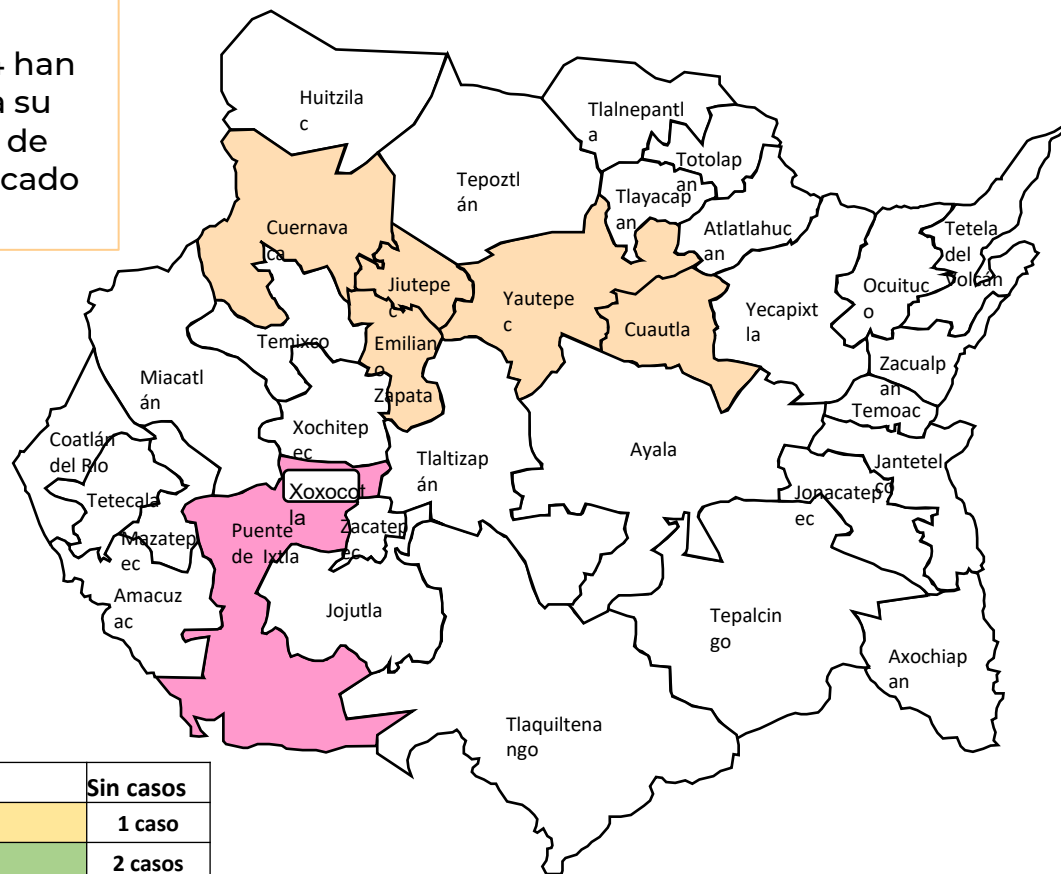 han
su
de
cado
Huitzila
c
Tlalnepantl
a
Totolap
an
Tepoztl
án
Tlayacap
an
Atlatlahuc
an
Tetela
del
Volcán
Cuernava
ca
Jiutepe
c
Yautepe
c
Cuautla
Yecapixt
la
Ocuituc
o
Temixco
Emilian
o
Zapata
Zacualp
an
Temoac
Miacatl
án
Xochitep
ec
Coatlán
del Río
Tlaltizap
án
Ayala
Jantetel
co
Jonacatep
ec
Tetecala
Xoxocot
la
Mazatep
ec
Puente
de Ixtla
Zacatep
ec
Amacuz
ac
Jojutla
Tepalcin
go
Axochiap
an
Tlaquiltena
ngo
Sin casos
1 caso
2 casos